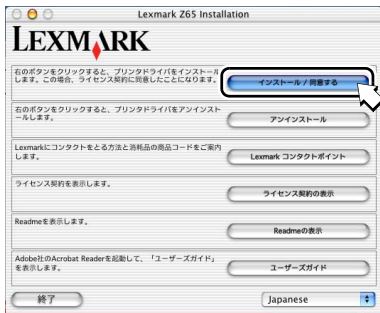 Lexmark Z65 Installation
LEXMARK
右のボタンをクリックすると、プリンタドライバをインストール
します。この場合、ライセンス契約に同意したことになります。
インストール / 同意する
右のボタンをクリックすると、プリンタドライバをアンインスト
ールします。
アンインストール
Lexmarkにコンタクトをとる方法と消耗品の商品コードをご案内
します。
Lexmark コンタクトポイント
ライセンス契約を表示します。
ライセンス契約の表示
Readmeを表示します。
Readmeの表示
Adobe社のAcrobat Readerを起動して、「ユーザーズガイド」
を表示します。
ユーザーズガイド
終了
Japanese